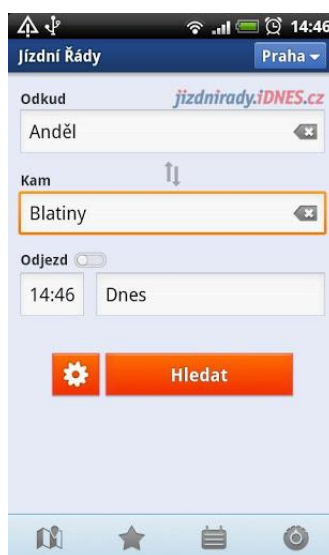 14:46
Jízdní Řády Praha
Odkud jizdnirady.iDNES.cz
Anděl
Kam
Blatiny
Odjezd
14:46 Dnes
Hledat